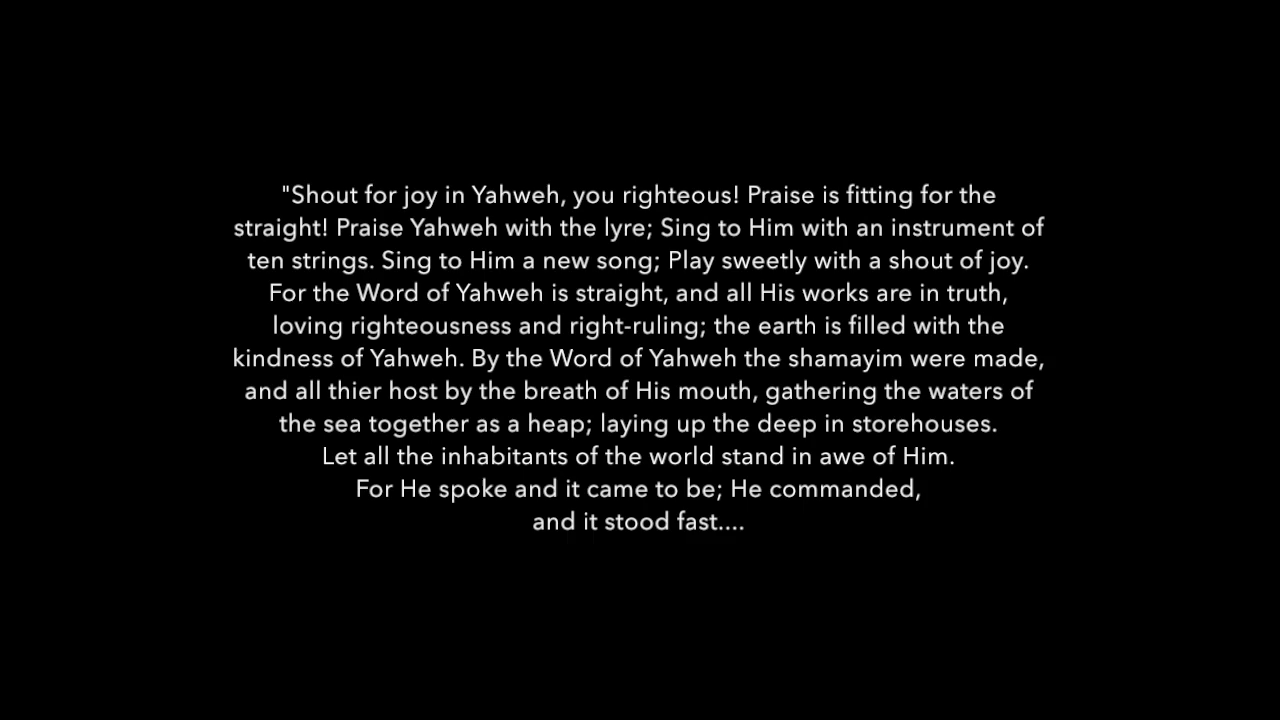 "Shout for joy in Yahweh, you righteous! Praise is fitting for the
straight! Praise Yahweh with the lyre; Sing to Him with an instrument of
ten strings. Sing to Him a new song; Play sweetly with a shout of joy.
For the Word of Yahweh is straight, and all His works are in truth,
loving righteousness and right-ruling; the earth is filled with the
kindness of Yahweh. By the Word of Yahweh the shamayim were made,
and all thier host by the breath of His mouth, gathering the waters of
the sea together as a heap; laying up the deep in storehouses.
Let all the inhabitants of the world stand in awe of Him.
For He spoke and it came to be; He commanded,
and it stood fast....